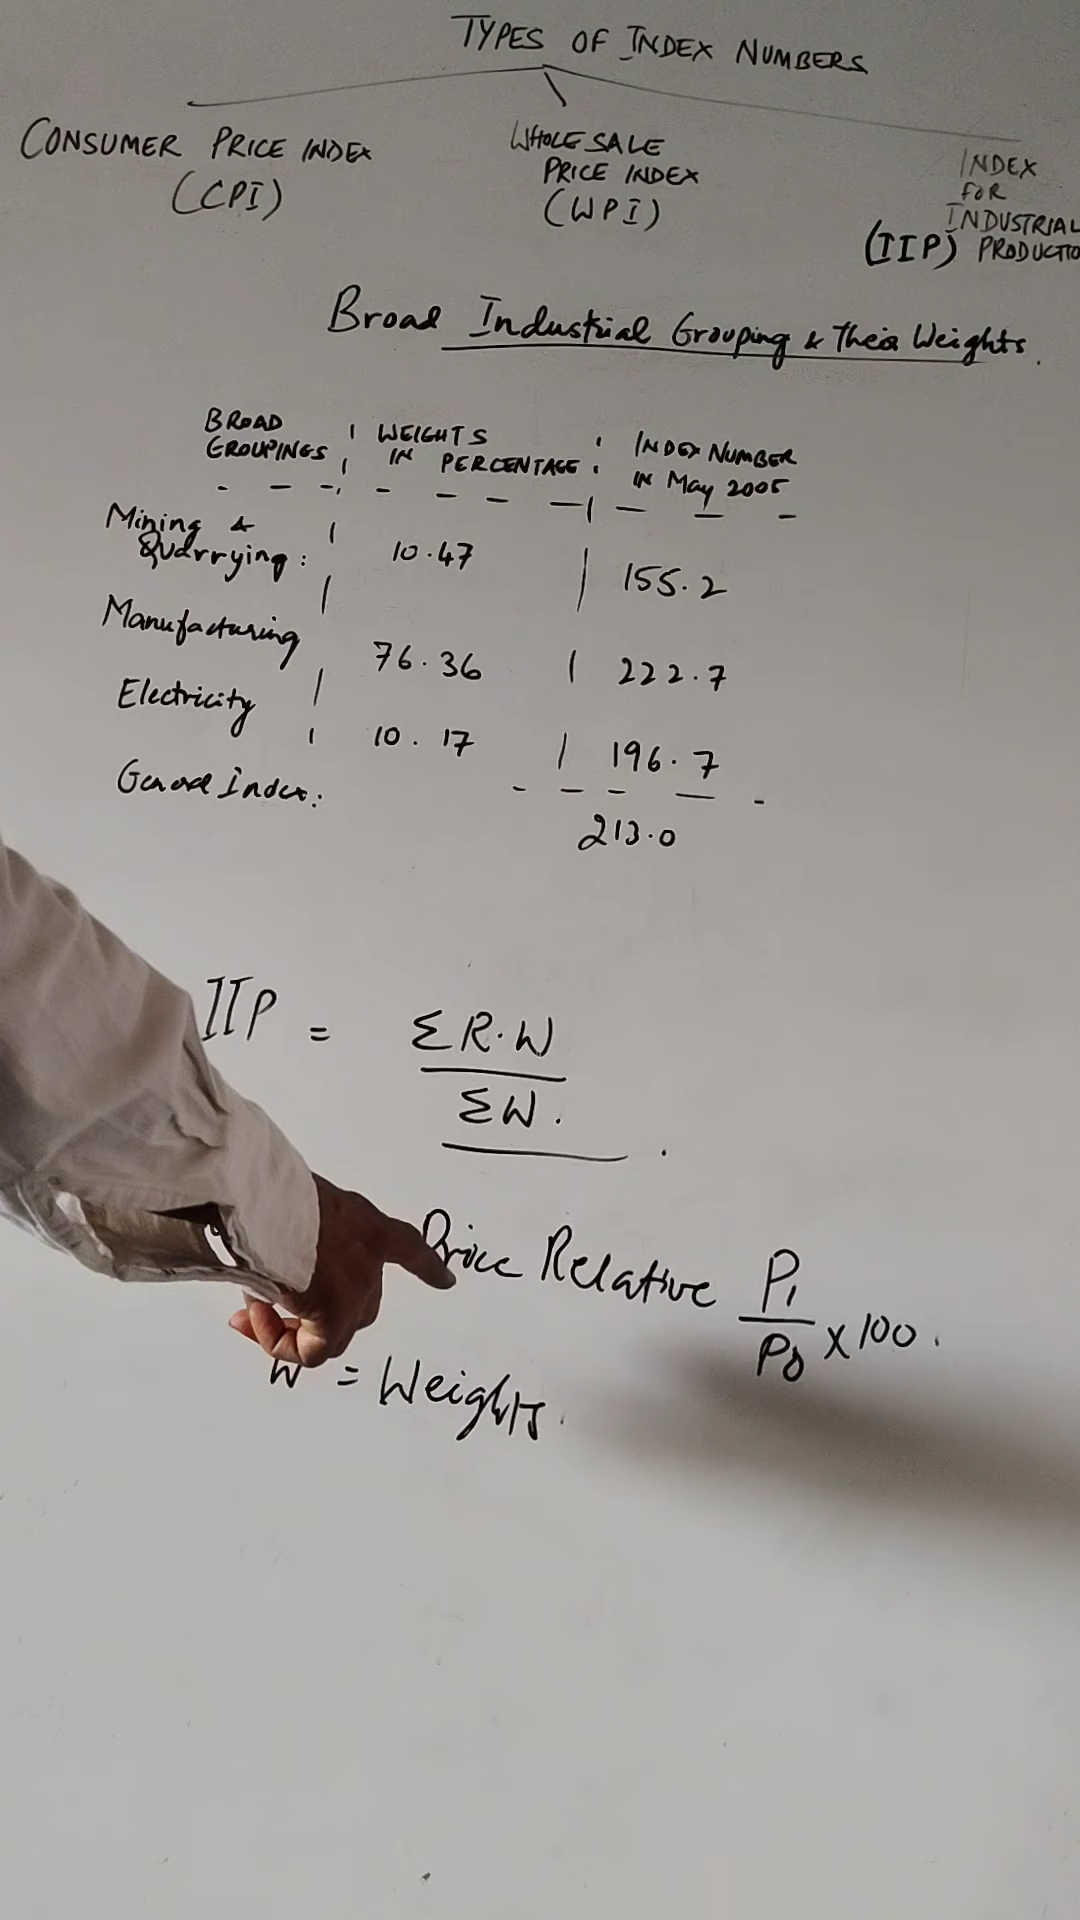 TYPES OF INDEX NUMBERS
CONSUMER PRICE INDEX
(CPI)
WHOLE SALE
PRICE INDEX
(WPI)
INDEX
FOR
INDUSTRIAL
(IIP) PRODUCTIO
Broad Industrial Grouping & Their Weights.
BROAD
GROUPINGS
WEIGHTS
IN PERCENTAGE
INDEX NUMBER
IN May 2005
Mining &
Quarrying: 10.47 155.2
Manufacturing 76.36 222.7
Electricity 10.17 196.7
General Index: 213.0
IIP = ΣR.W
ΣW.
Price Relative P1
P0 x 100.
W = Weights.